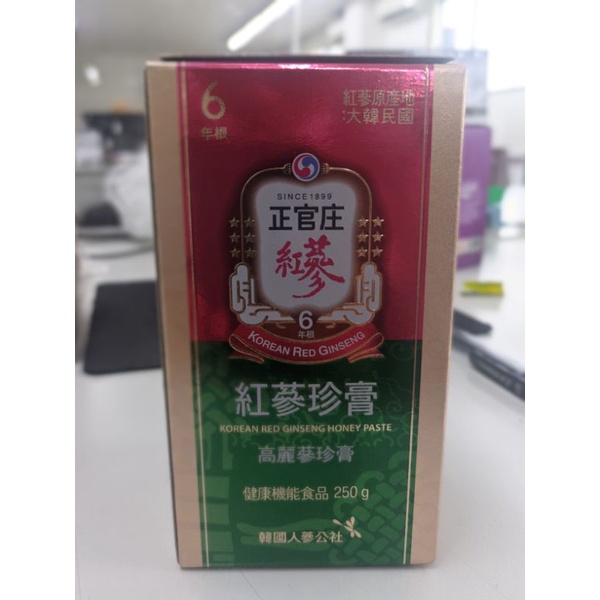 6
年根
紅蔘原産地
:大韓民國
SINCE 1899
正官庄
紅蔘
6
年根
KOREAN RED GINSENG
紅蔘珍膏
KOREAN RED GINSENG HONEY PASTE
高麗蔘珍膏
健康機能食品 250 g
韓國人蔘公社